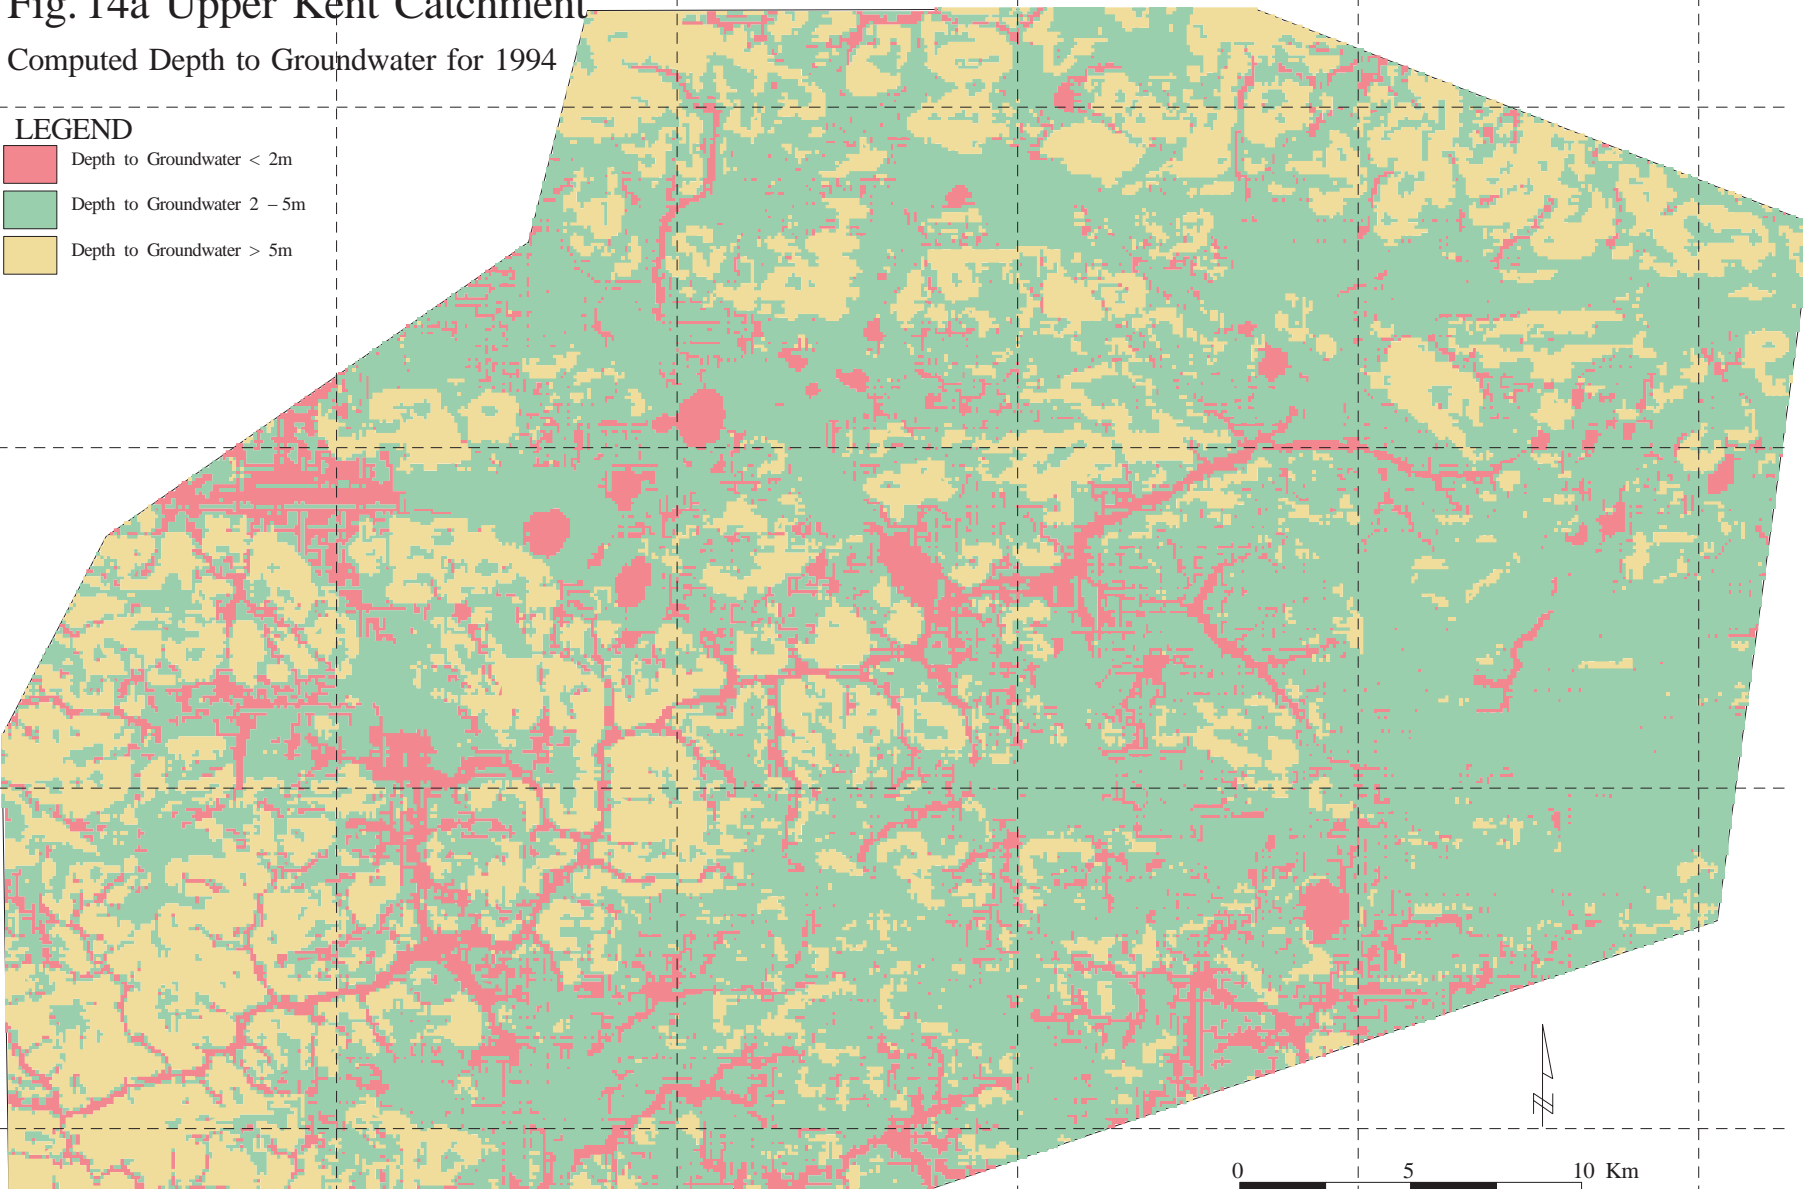 Fig. 14a Upper Kent Catchment
Computed Depth to Groundwater for 1994
LEGEND
Depth to Groundwater < 2m
Depth to Groundwater 2 – 5m
Depth to Groundwater > 5m
N
0 5 10 Km